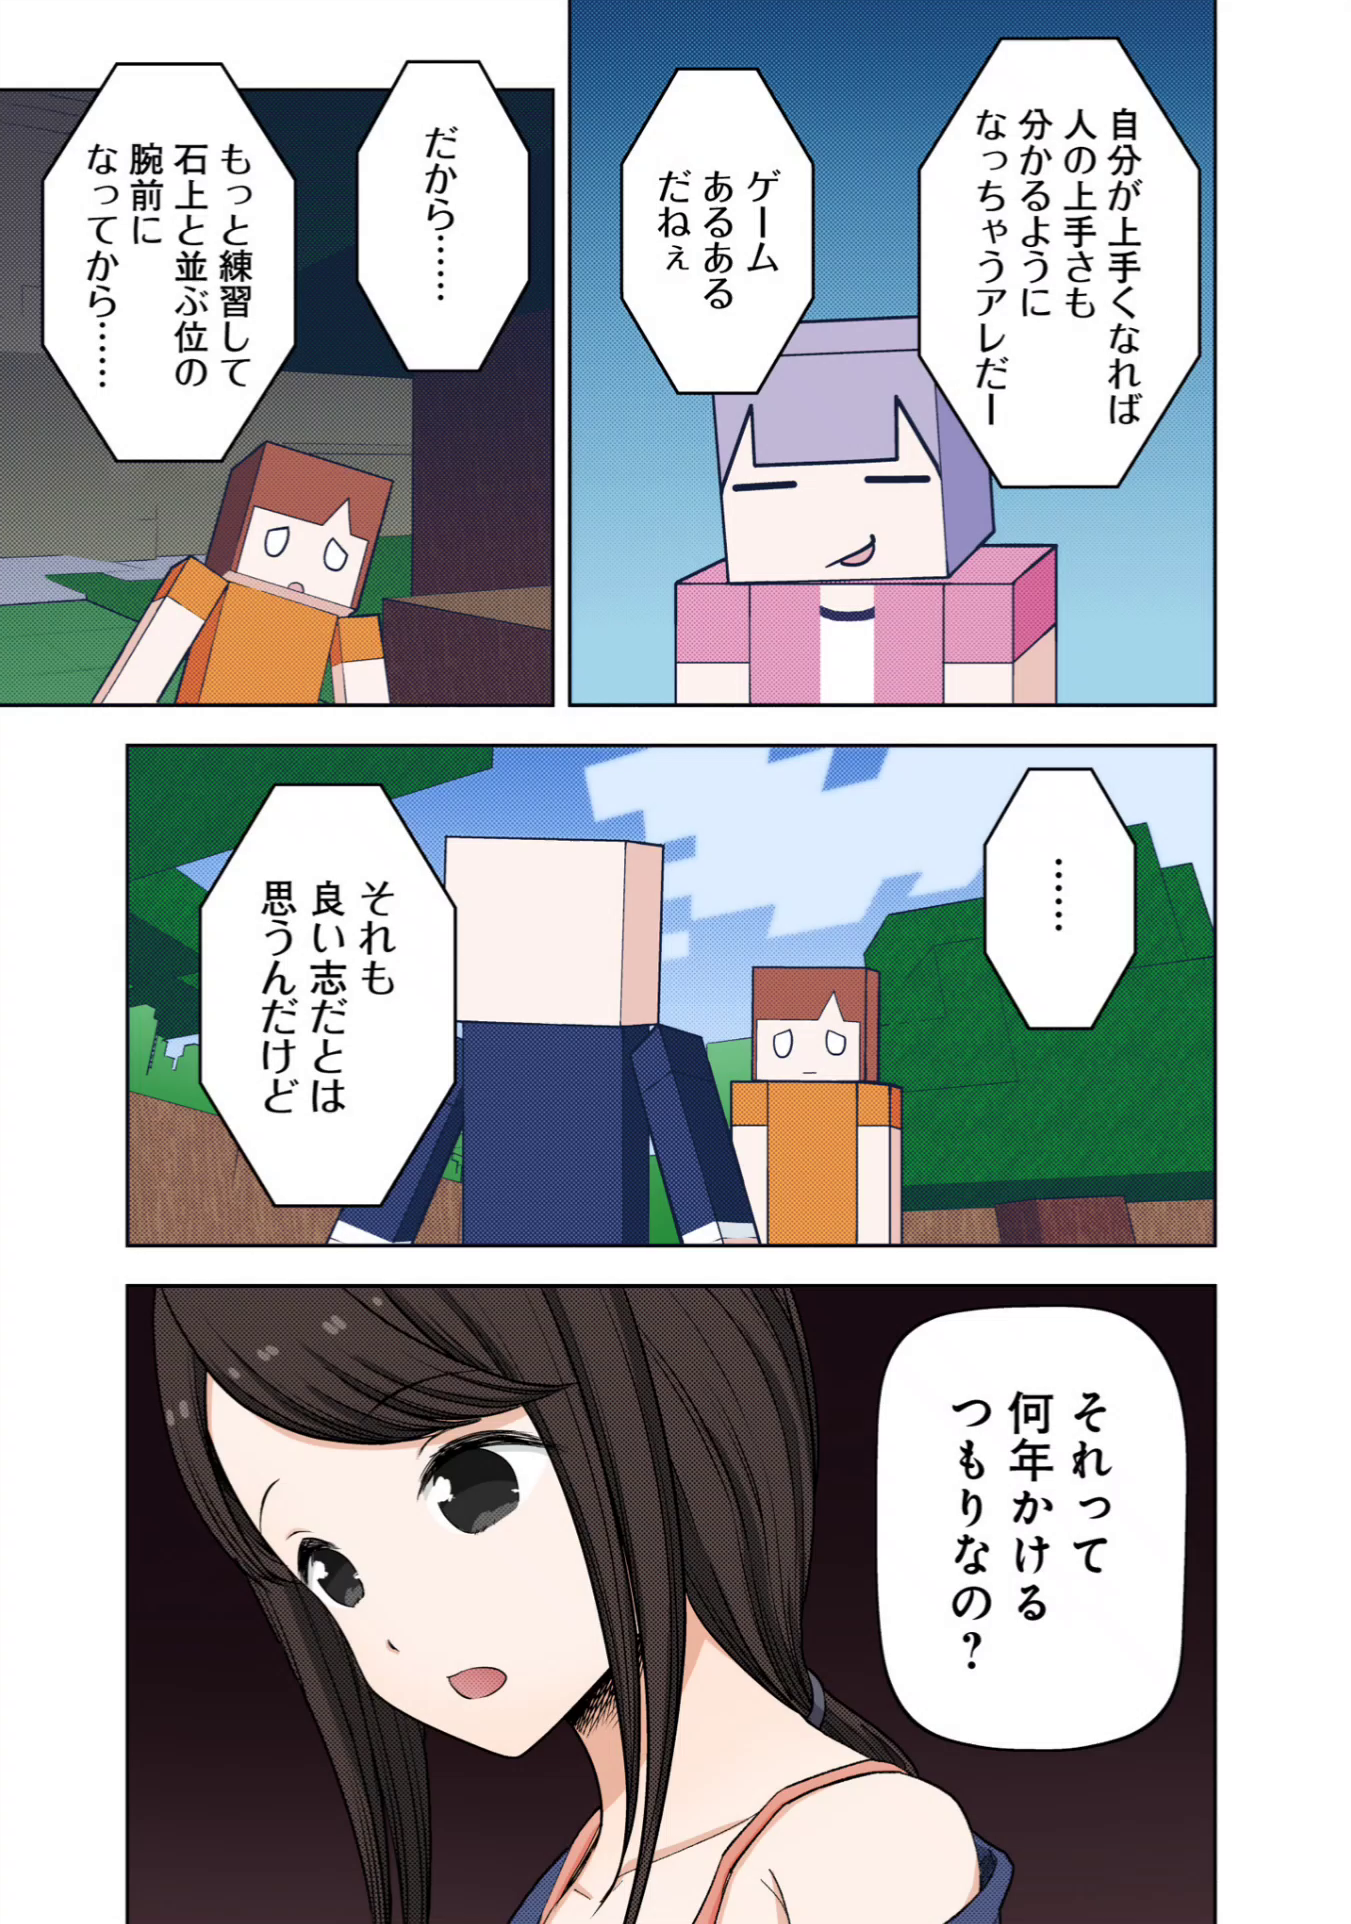 自分が上手くなれば
人の上手さも
分かるように
なっちゃうアレだー
ゲーム
あるある
だねぇ
だから……
もっと練習して
石上と並ぶ位の
腕前に
なってから……
……
それも
良い志だとは
思うんだけど
それって
何年かける
つもりなの?